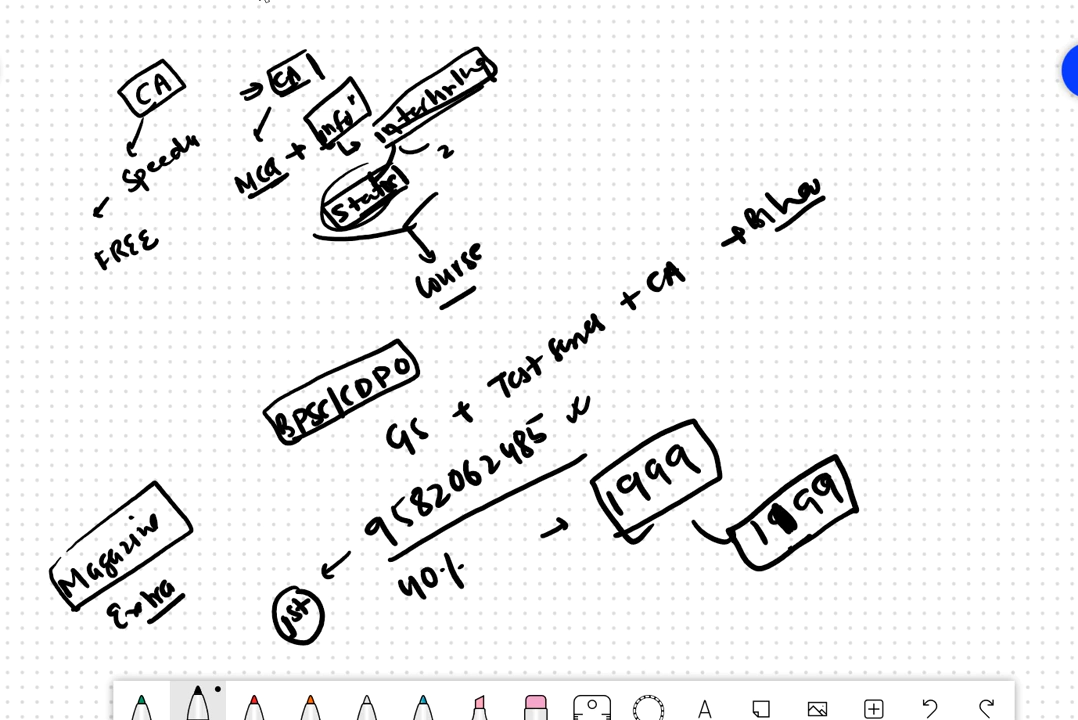 CA
Speedy
FREE
⇒ CA
MCQ + info"
interlinking
2
Static
Course
BPSC/CDPO
GS + Test series + CA + Bihar
9582062485
1999
1199
40%
1st
Magazine
Extra